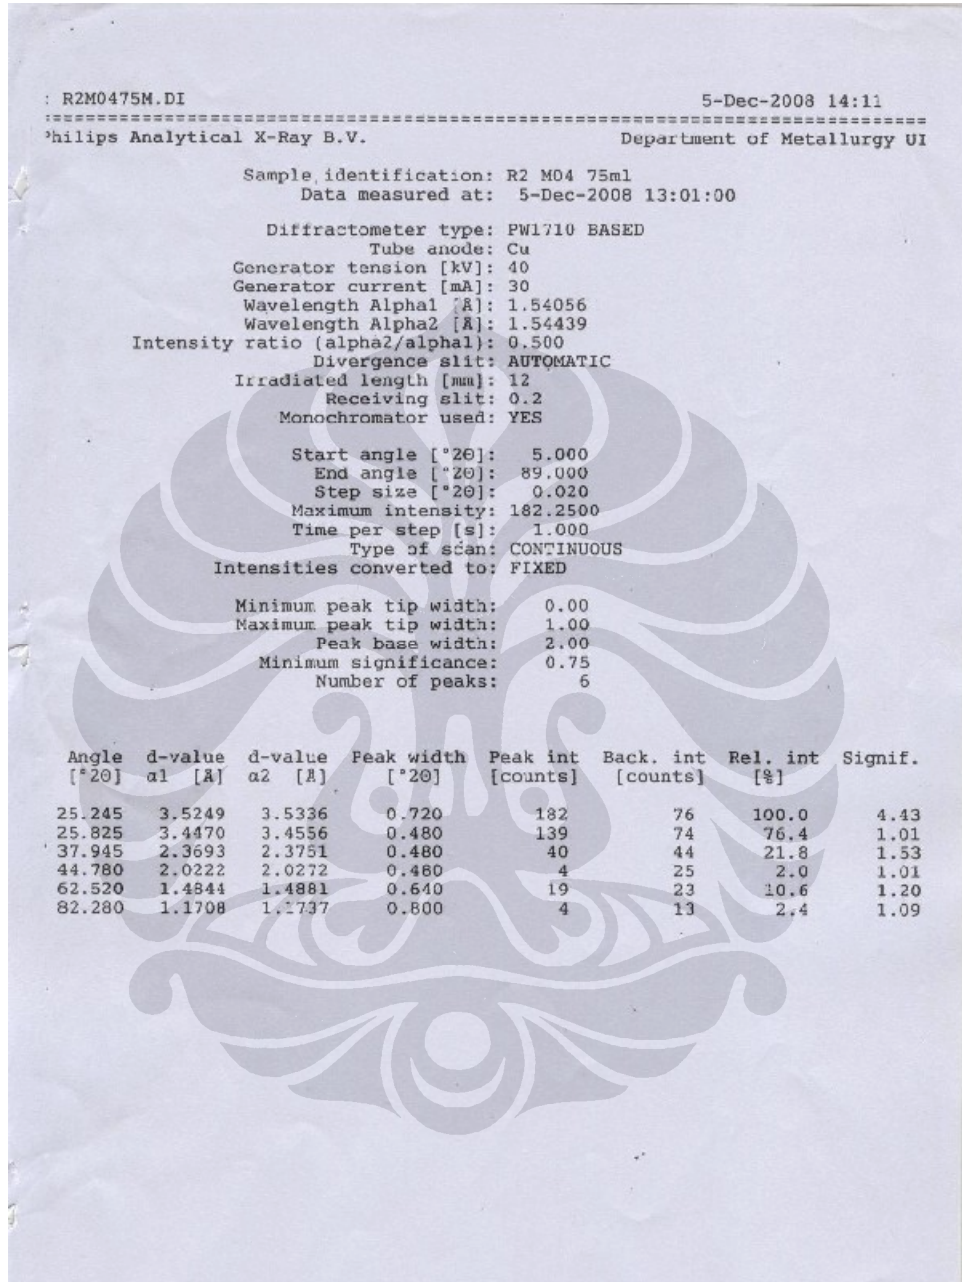 : R2M0475M.DI 5-Dec-2008 14:11
Philips Analytical X-Ray B.V. Department of Metallurgy UI
Sample identification: R2 M04 75ml
Data measured at: 5-Dec-2008 13:01:00
Diffractometer type: PW1710 BASED
Tube anode: Cu
Generator tension [kV]: 40
Generator current [mA]: 30
Wavelength Alpha1 [Å]: 1.54056
Wavelength Alpha2 [Å]: 1.54439
Intensity ratio (alpha2/alpha1): 0.500
Divergence slit: AUTOMATIC
Irradiated length [mm]: 12
Receiving slit: 0.2
Monochromator used: YES
Start angle [°2θ]: 5.000
End angle [°2θ]: 89.000
Step size [°2θ]: 0.020
Maximum intensity: 182.2500
Time per step [s]: 1.000
Type of scan: CONTINUOUS
Intensities converted to: FIXED
Minimum peak tip width: 0.00
Maximum peak tip width: 1.00
Peak base width: 2.00
Minimum significance: 0.75
Number of peaks: 6
Angle d-value d-value Peak width Peak int Back. int Rel. int Signif.
[°2θ] α1 [Å] α2 [Å] [°2θ] [counts] [counts] [%]
25.245 3.5249 3.5336 0.720 182 76 100.0 4.43
25.825 3.4470 3.4556 0.480 139 74 76.4 1.01
37.945 2.3693 2.3751 0.480 40 44 21.8 1.53
44.780 2.0222 2.0272 0.480 4 25 2.0 1.01
62.520 1.4844 1.4881 0.640 19 23 10.6 1.20
82.280 1.1708 1.1737 0.800 4 13 2.4 1.09